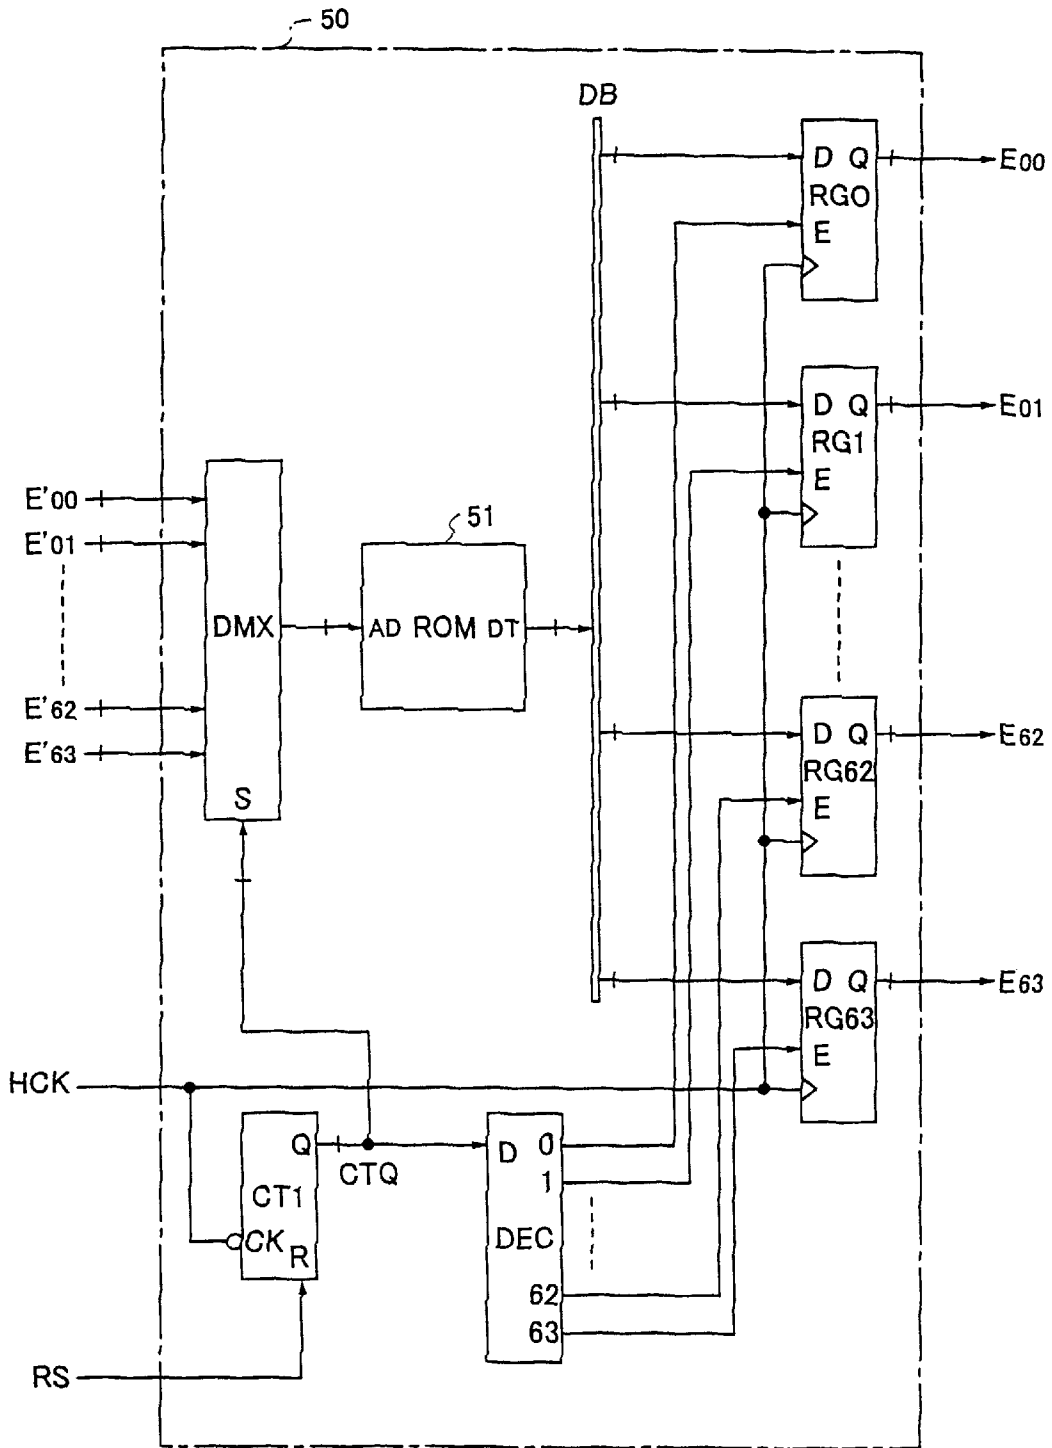 50
DB
D Q
RG0
E
E00
D Q
RG1
E
E01
E'00
E'01
E'62
E'63
DMX
S
51
AD ROM DT
D Q
RG62
E
E62
D Q
RG63
E
E63
HCK
Q
CT1
CK
R
CTQ
D 0
1
DEC
62
63
RS